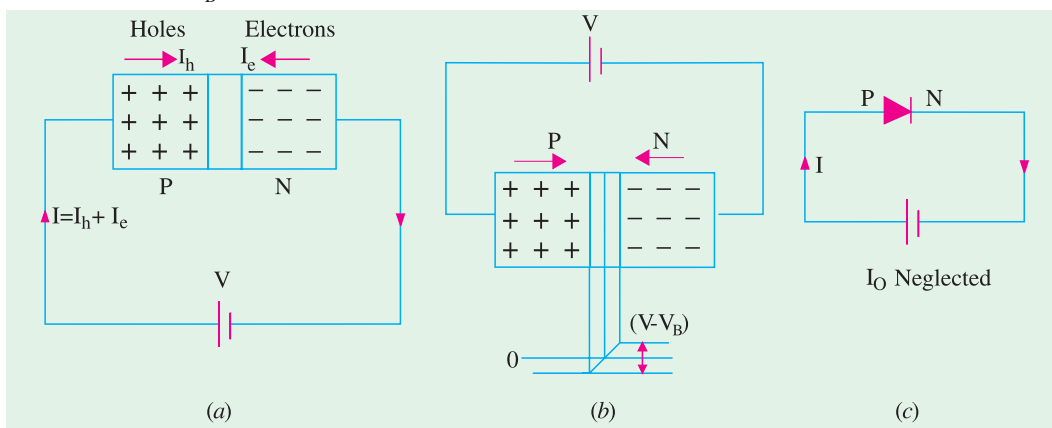 B
Holes Electrons
I_h I_e
+ + + − − −
+ + + − − −
+ + + − − −
P N
I=I_h+ I_e
V
(a)
V
P N
+ + + − − −
+ + + − − −
+ + + − − −
(V-V_B)
0
(b)
P N
I
I_O Neglected
(c)